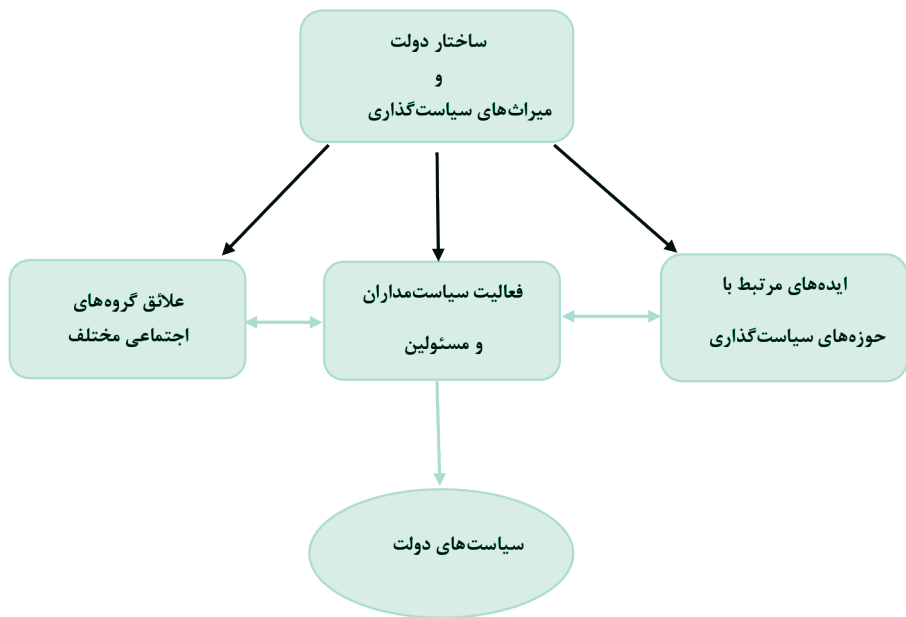 ساختار دولت
و
میراث‌های سیاست‌گذاری
ایده‌های مرتبط با
حوزه‌های سیاست‌گذاری
فعالیت سیاست‌مداران
و مسئولین
علائق گروه‌های
اجتماعی مختلف
سیاست‌های دولت